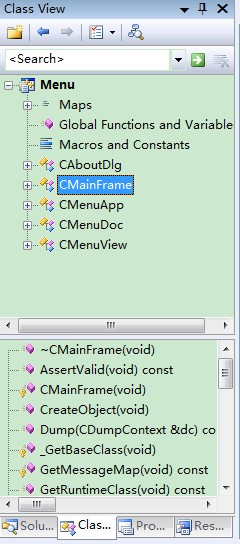 Class View
<Search>
Menu
Maps
Global Functions and Variable
Macros and Constants
CAboutDlg
CMainFrame
CMenuApp
CMenuDoc
CMenuView
~CMainFrame(void)
AssertValid(void) const
CMainFrame(void)
CreateObject(void)
Dump(CDumpContext &dc) co
_GetBaseClass(void)
GetMessageMap(void) const
GetRuntimeClass(void) const
Solu... Clas... Pro... Res...